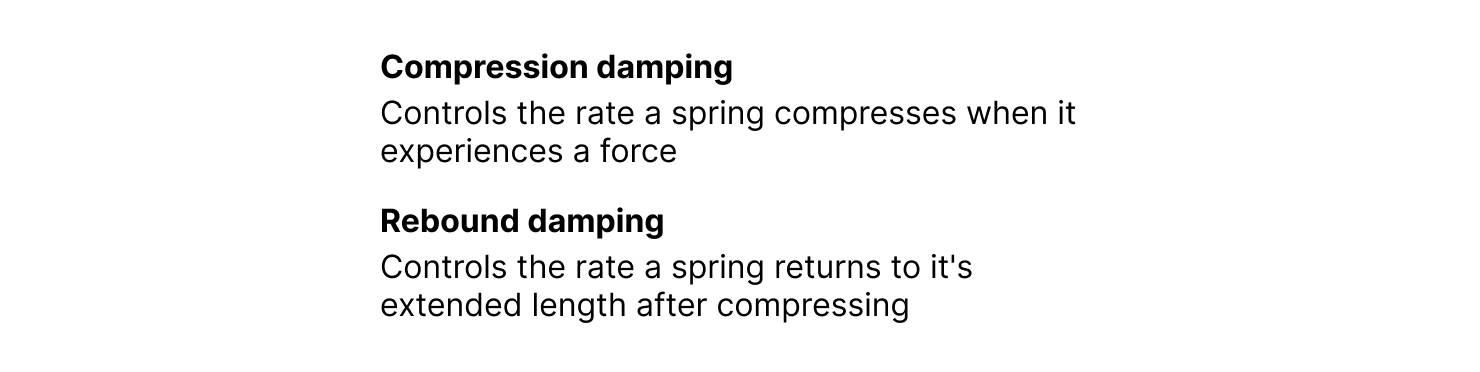 Compression damping
Controls the rate a spring compresses when it
experiences a force
Rebound damping
Controls the rate a spring returns to it's
extended length after compressing